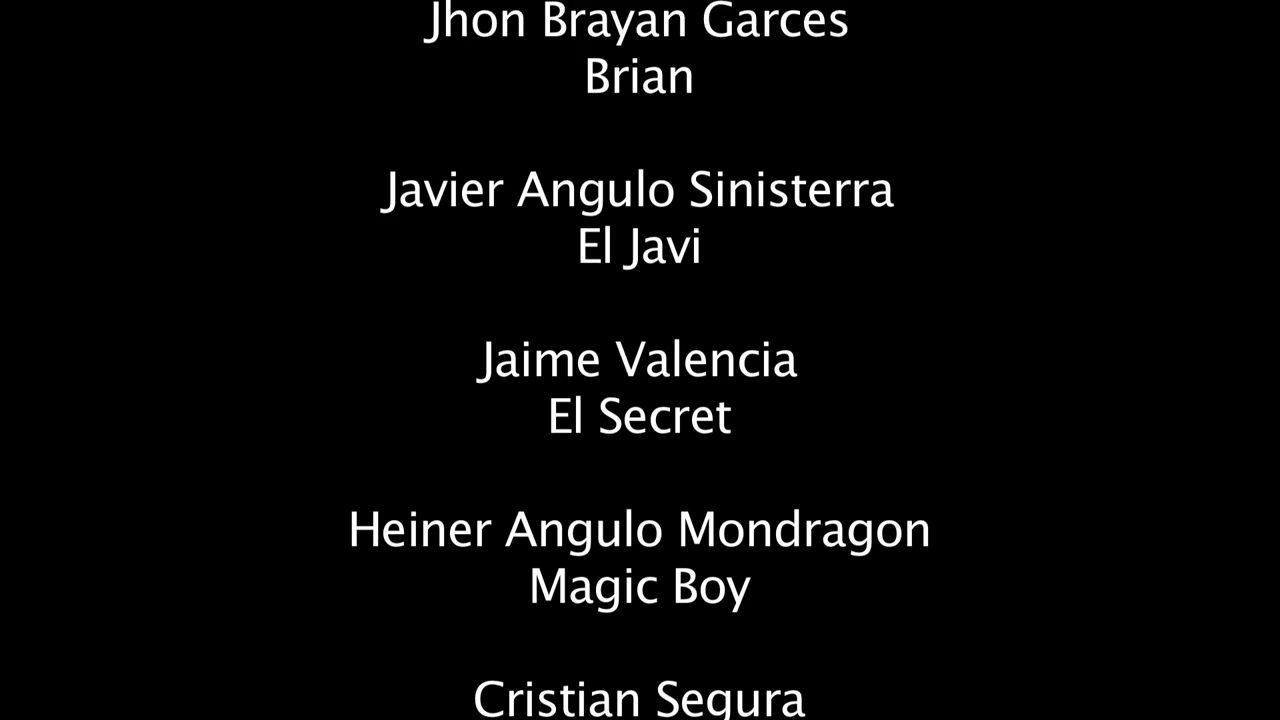 Jhon Brayan Garces
Brian
Javier Angulo Sinisterra
El Javi
Jaime Valencia
El Secret
Heiner Angulo Mondragon
Magic Boy
Cristian Segura